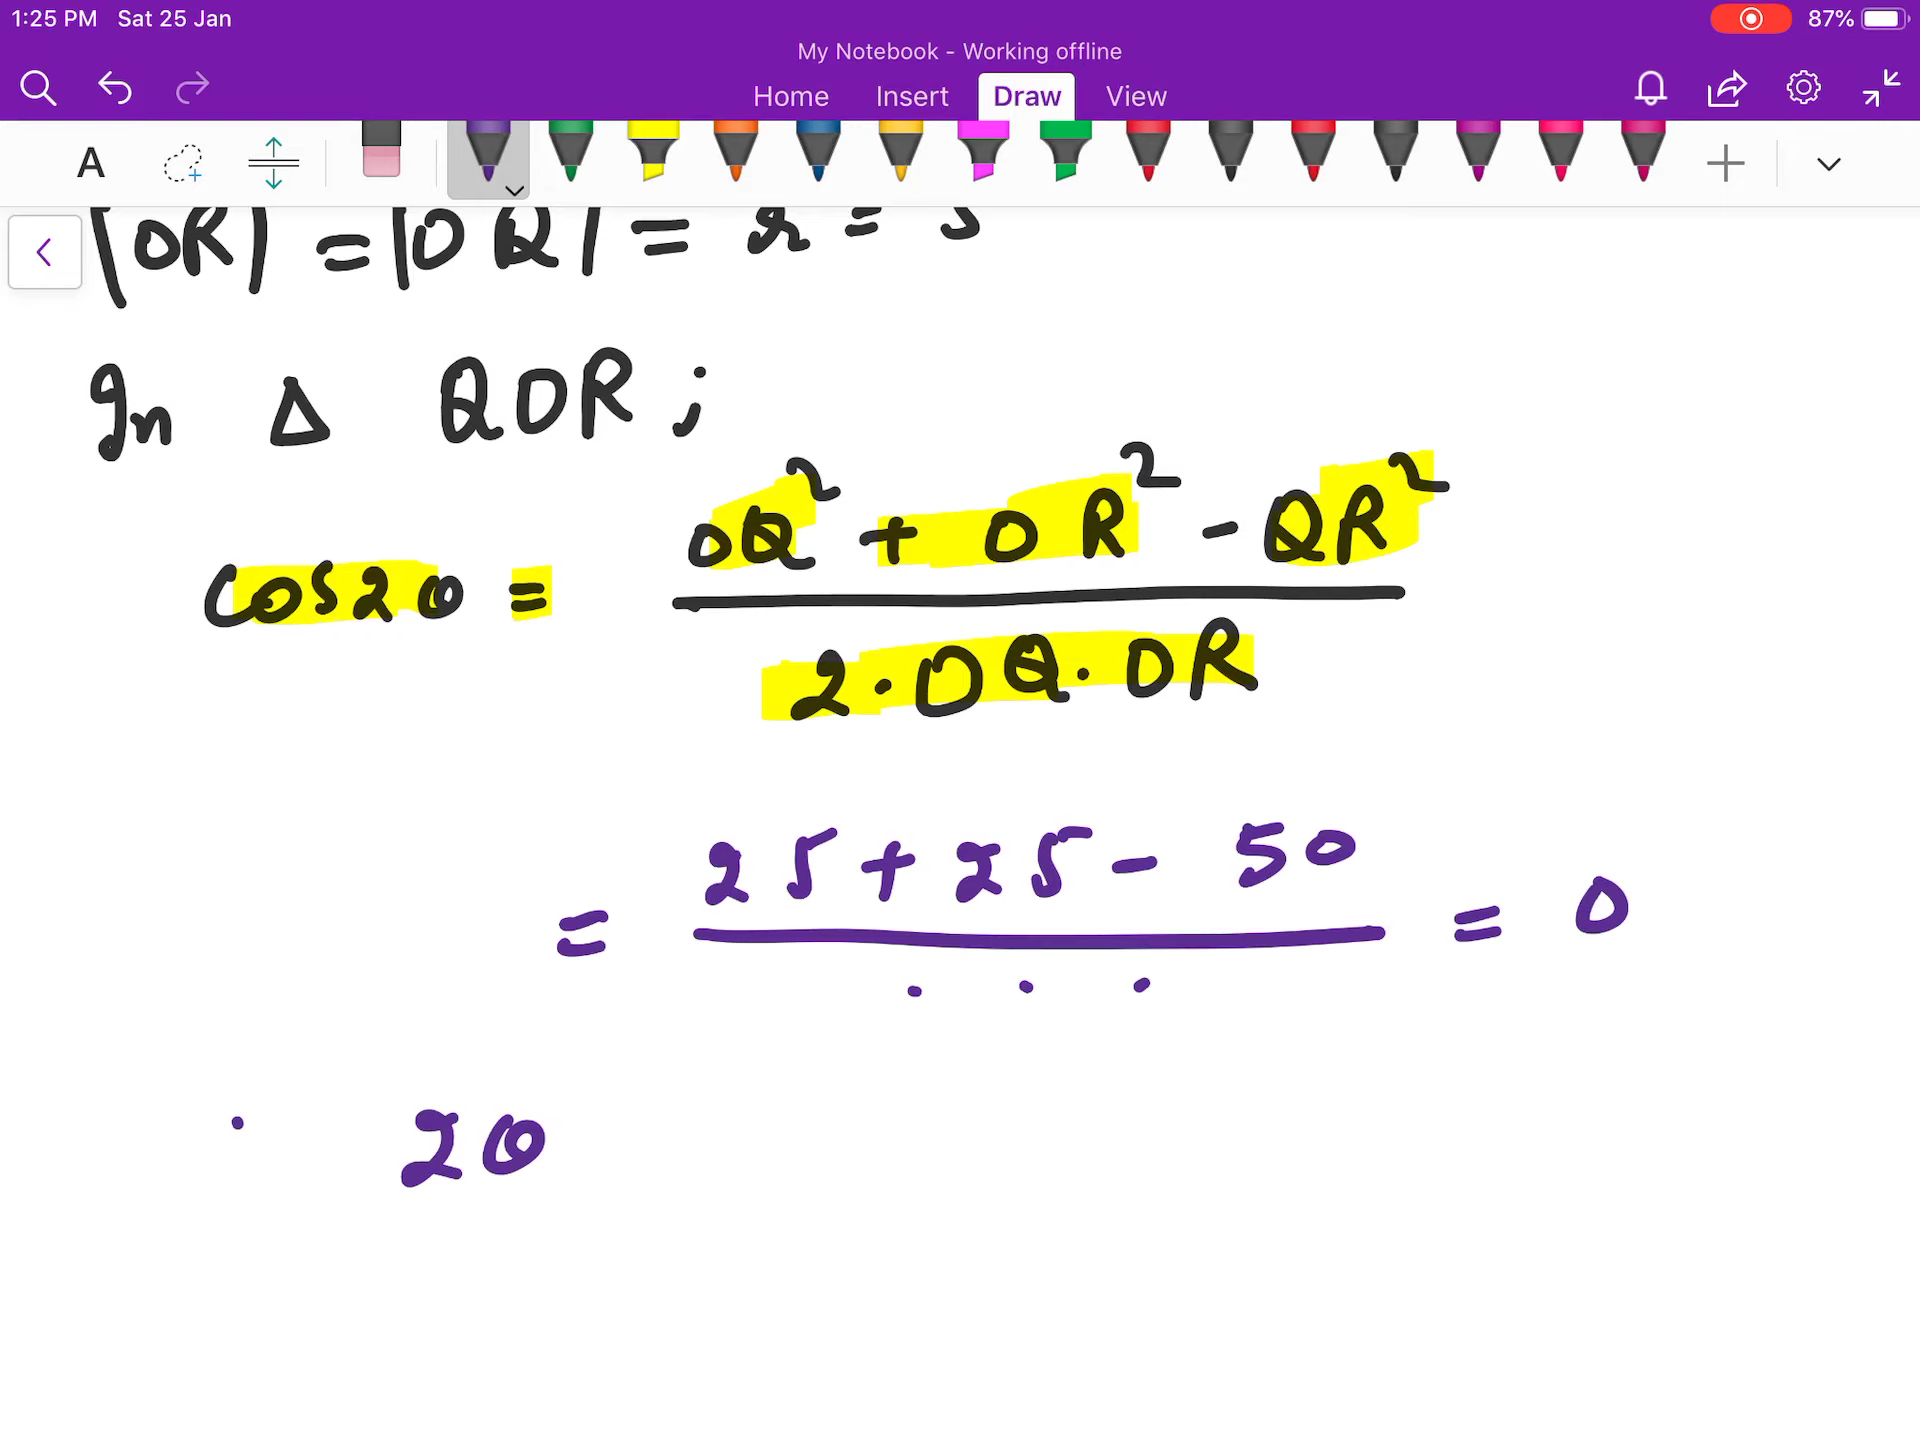 1:25 PM Sat 25 Jan 87%
My Notebook - Working offline
Home Insert Draw View
A
|OR| = |OQ| = r = 5
In Δ QOR ;
cos2θ = OQ² + OR² - QR²
2·OQ·OR
= 25 + 25 - 50 = 0
. . .
. 2θ